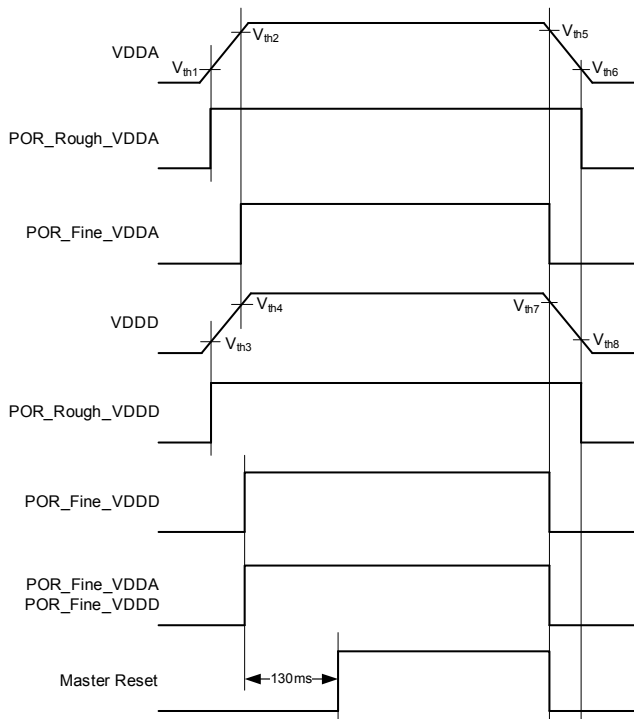 VDDA
Vth1
Vth2
Vth5
Vth6
POR_Rough_VDDA
POR_Fine_VDDA
VDDD
Vth3
Vth4
Vth7
Vth8
POR_Rough_VDDD
POR_Fine_VDDD
POR_Fine_VDDA
POR_Fine_VDDD
Master Reset
130ms